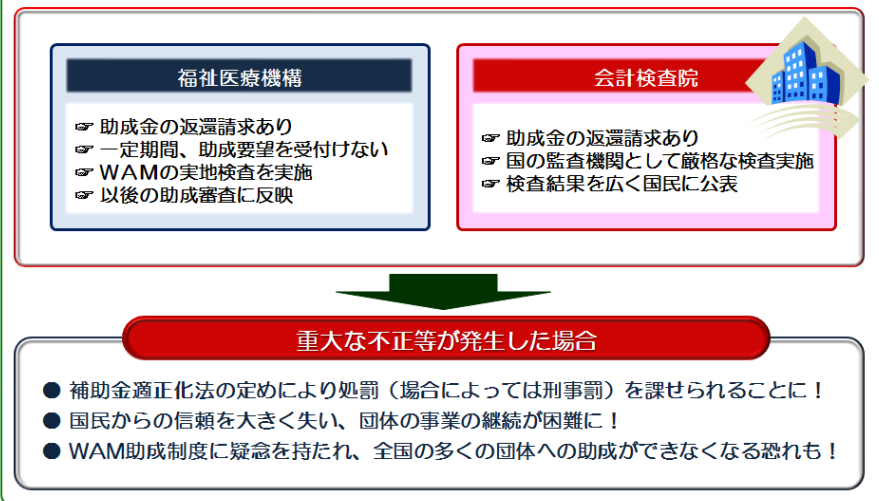 福祉医療機構
☞ 助成金の返還請求あり
☞ 一定期間、助成要望を受付けない
☞ WAMの実地検査を実施
☞ 以後の助成審査に反映
会計検査院
☞ 助成金の返還請求あり
☞ 国の監査機関として厳格な検査実施
☞ 検査結果を広く国民に公表
重大な不正等が発生した場合
● 補助金適正化法の定めにより処罰（場合によっては刑事罰）を課せられることに！
● 国民からの信頼を大きく失い、団体の事業の継続が困難に！
● WAM助成制度に疑念を持たれ、全国の多くの団体への助成ができなくなる恐れも！